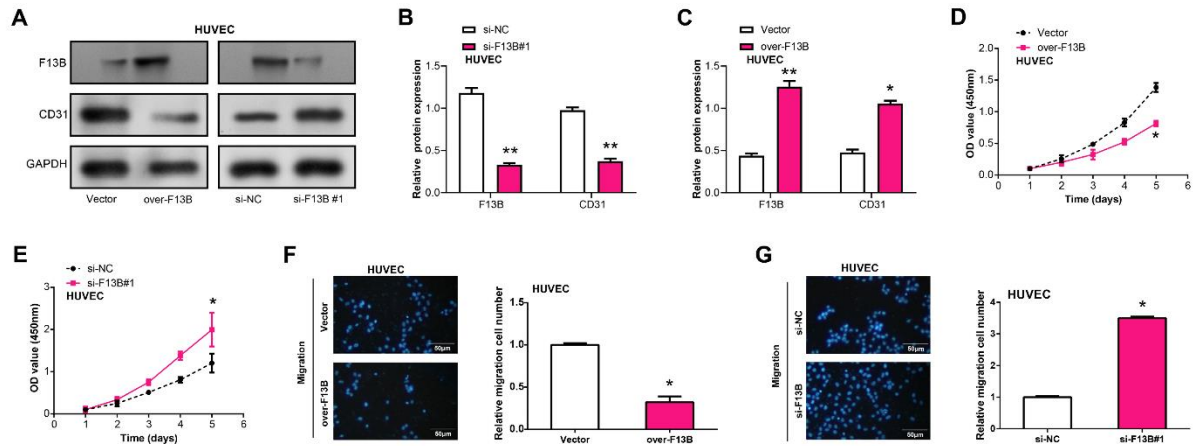 A
HUVEC
F13B
CD31
GAPDH
Vector
over-F13B
si-NC
si-F13B #1
B
si-NC
si-F13B#1
HUVEC
Relative protein expression
1.5
1.0
0.5
0.0
**
**
F13B
CD31
C
Vector
over-F13B
HUVEC
Relative protein expression
1.5
1.0
0.5
0.0
**
*
F13B
CD31
D
Vector
over-F13B
HUVEC
OD value (450nm)
2.0
1.5
1.0
0.5
0.0
*
0 1 2 3 4 5 6
Time (days)
E
si-NC
si-F13B#1
HUVEC
OD value (450nm)
3
2
1
0
*
0 1 2 3 4 5 6
Time (days)
F
HUVEC
Migration
Vector
50μm
over-F13B
50μm
HUVEC
Relative migration cell number
1.5
1.0
0.5
0.0
*
Vector
over-F13B
G
HUVEC
Migration
si-NC
50μm
si-F13B
50μm
HUVEC
Relative migration cell number
4
3
2
1
0
*
si-NC
si-F13B#1